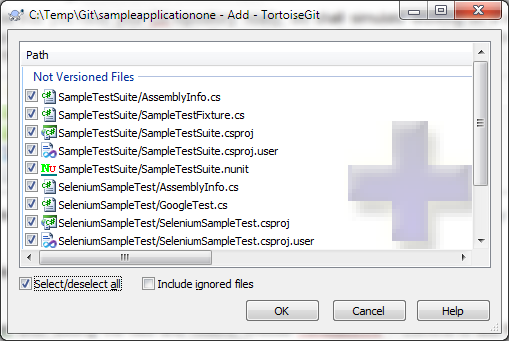 C:\Temp\Git\sampleapplicationone - Add - TortoiseGit
Path
Not Versioned Files
SampleTestSuite/AssemblyInfo.cs
SampleTestSuite/SampleTestFixture.cs
SampleTestSuite/SampleTestSuite.csproj
SampleTestSuite/SampleTestSuite.csproj.user
SampleTestSuite/SampleTestSuite.nunit
SeleniumSampleTest/AssemblyInfo.cs
SeleniumSampleTest/GoogleTest.cs
SeleniumSampleTest/SeleniumSampleTest.csproj
SeleniumSampleTest/SeleniumSampleTest.csproj.user
Select/deselect all
Include ignored files
OK
Cancel
Help